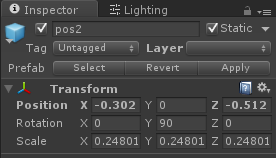 Inspector Lighting
pos2 Static
Tag Untagged Layer
Prefab Select Revert Apply
Transform
Position X -0.302 Y 0 Z -0.512
Rotation X 0 Y 90 Z 0
Scale X 0.24801 Y 0.24801 Z 0.24801